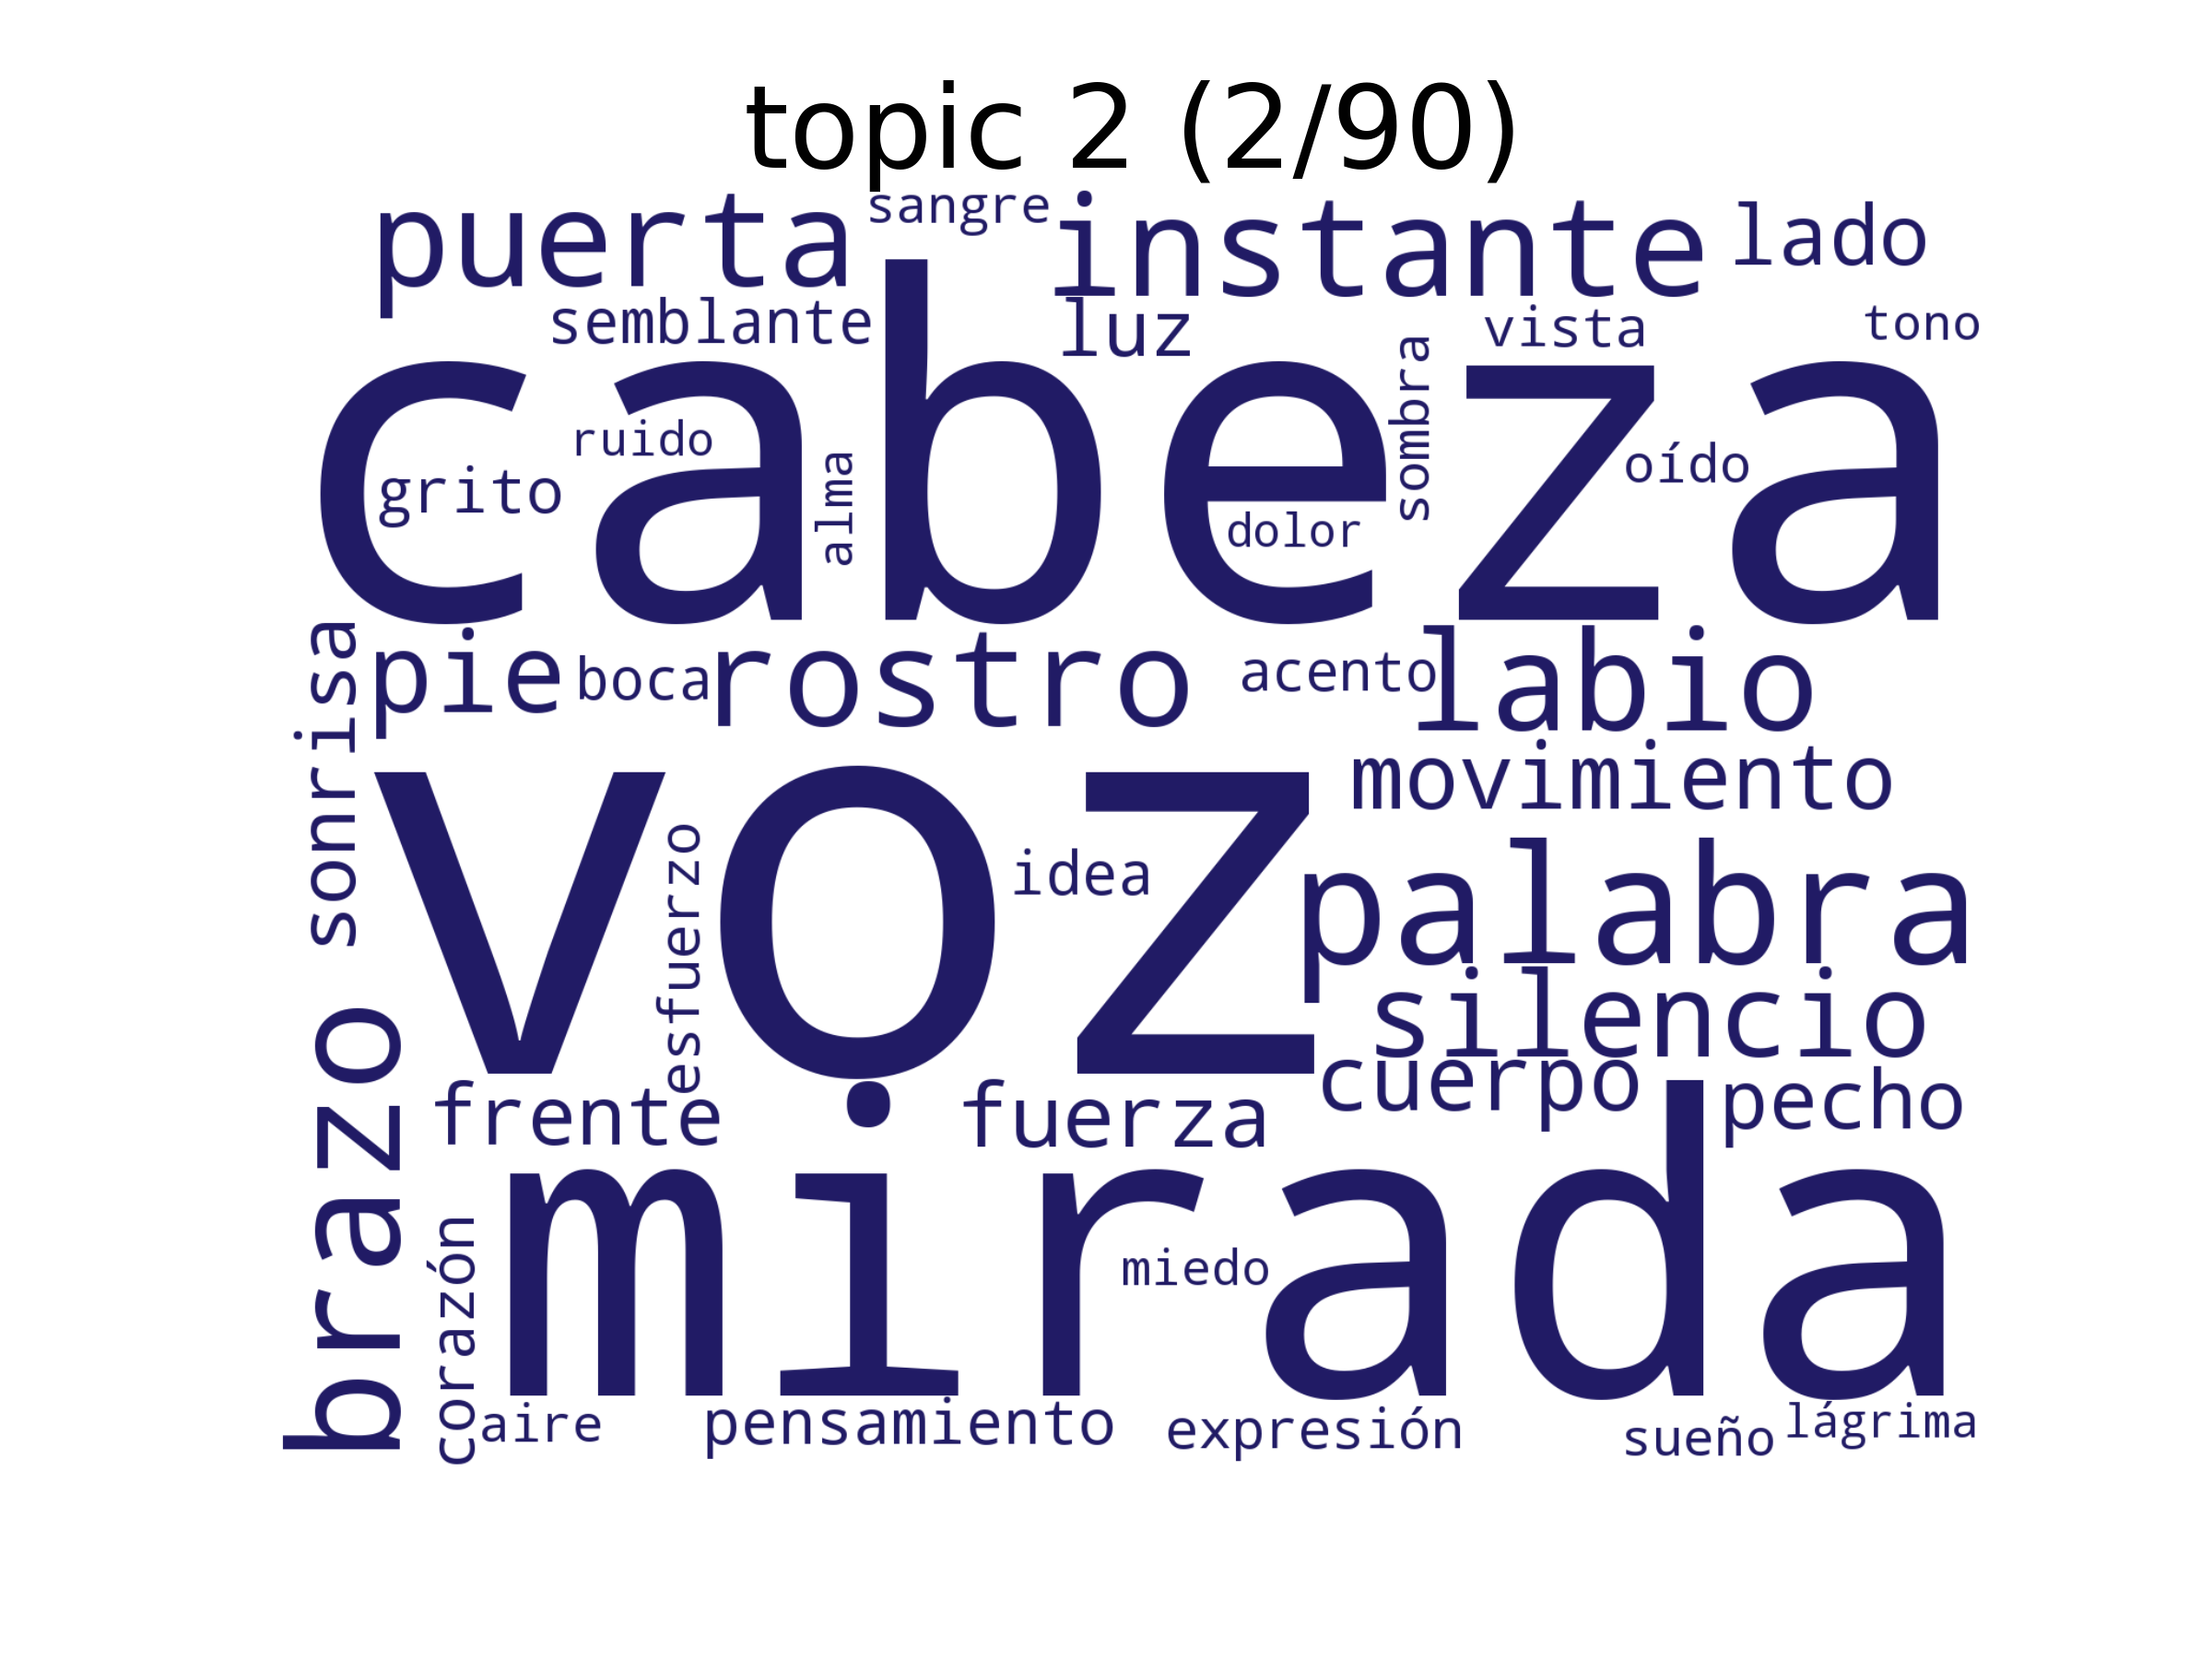 topic 2 (2/90)
puerta sangre instante lado
semblante luz vista tono
cabeza
ruido
grito
alma
dolor
sombra
oído
sonrisa
pie boca rostro acento labio
movimiento
voz
esfuerzo
idea
palabra
silencio
brazo
frente fuerza cuerpo pecho
corazón
mirada
miedo
aire pensamiento expresión sueño lágrima